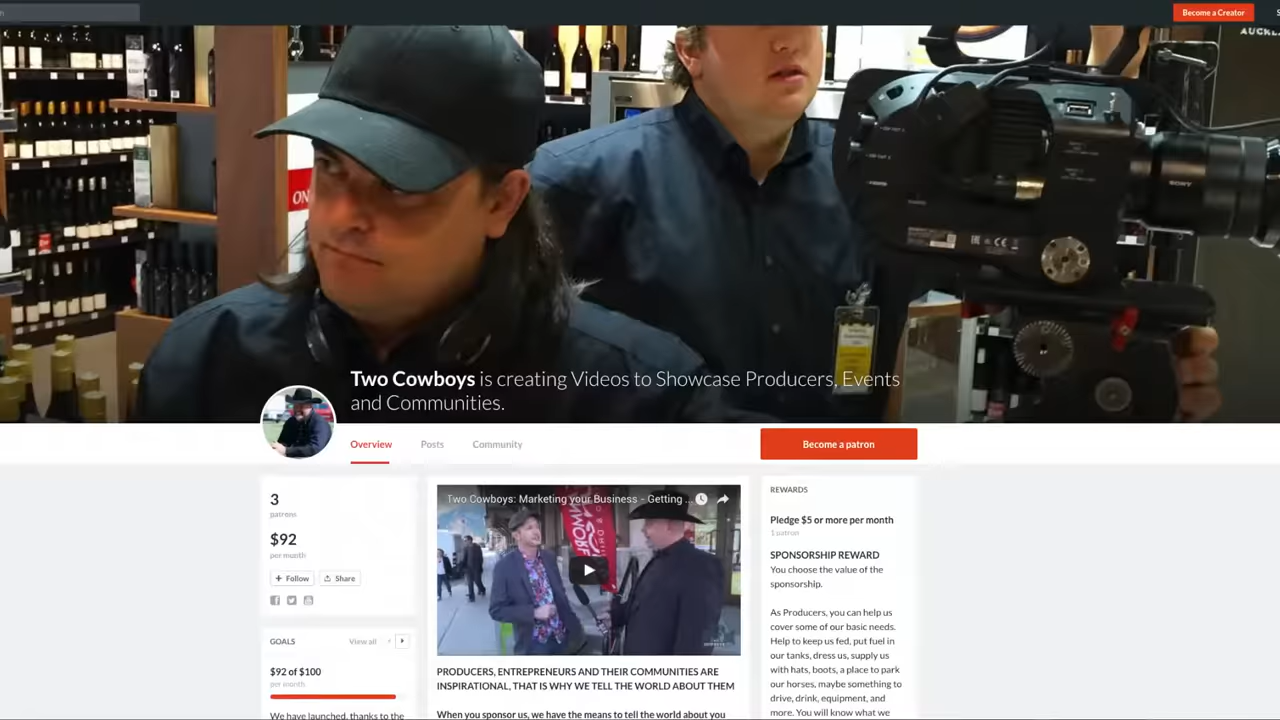 Become a Creator
AUCKL
ON
SONY
Two Cowboys is creating Videos to Showcase Producers, Events
and Communities.
Overview
Posts
Community
Become a patron
3
patrons
$92
per month
Follow
Share
GOALS
View all
$92 of $100
per month
We have launched, thanks to the
Two Cowboys: Marketing your Business - Getting ...
PRODUCERS, ENTREPRENEURS AND THEIR COMMUNITIES ARE
INSPIRATIONAL, THAT IS WHY WE TELL THE WORLD ABOUT THEM
When you sponsor us, we have the means to tell the world about you
REWARDS
Pledge $5 or more per month
1 patron
SPONSORSHIP REWARD
You choose the value of the
sponsorship.
As Producers, you can help us
cover some of our basic needs.
Help to keep us fed, put fuel in
our tanks, dress us, supply us
with hats, boots, a place to park
our horses, maybe something to
drive, drink, equipment, and
more. You will know what we